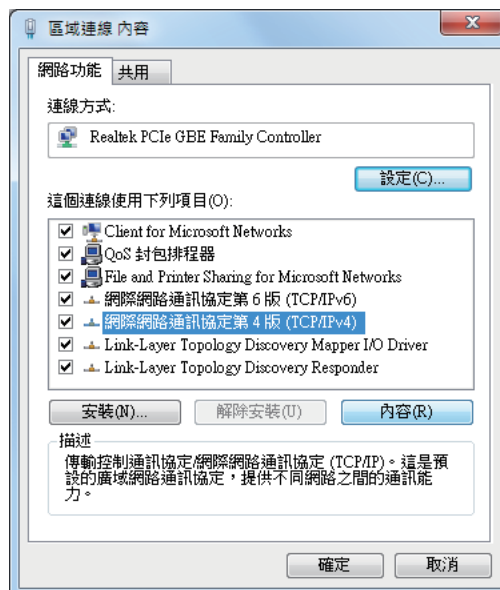 區域連線 內容
網路功能 共用
連線方式:
Realtek PCIe GBE Family Controller
設定(C)...
這個連線使用下列項目(O):
Client for Microsoft Networks
QoS 封包排程器
File and Printer Sharing for Microsoft Networks
網際網路通訊協定第 6 版 (TCP/IPv6)
網際網路通訊協定第 4 版 (TCP/IPv4)
Link-Layer Topology Discovery Mapper I/O Driver
Link-Layer Topology Discovery Responder
安裝(N)... 解除安裝(U) 內容(R)
描述
傳輸控制通訊協定/網際網路通訊協定 (TCP/IP)。這是預
設的廣域網路通訊協定，提供不同網路之間的通訊能
力。
確定 取消